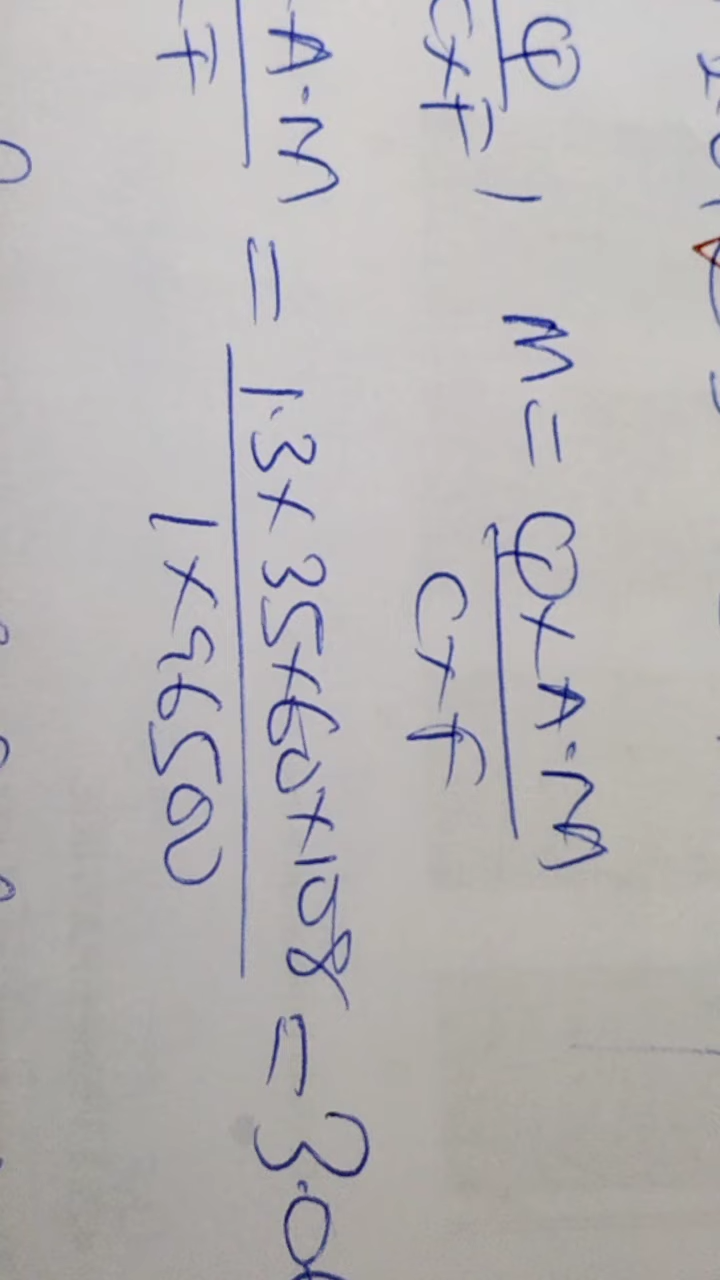 φ/C×F, M = φ×A·M/C×F
A·M/F = 1.3×35×60×108/1×96500 = 3.0